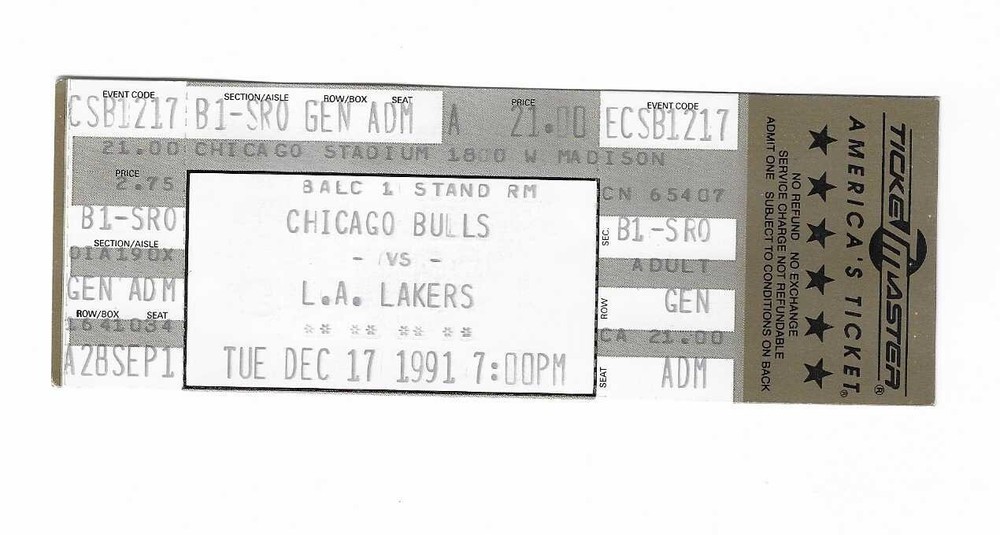 EVENT CODE
CSB1217
21.00
PRICE
2.75
B1-SRO
SECTION/AISLE
GEN ADM
ROW/BOX SEAT
1641034
A28SEP1
SECTION/AISLE ROW/BOX SEAT PRICE
B1-SRO GEN ADM A 21.00
CHICAGO STADIUM 1800 W MADISON
BALC 1 STAND RM
CHICAGO BULLS
- VS -
L.A. LAKERS
** ** ** **
TUE DEC 17 1991 7:00PM
EVENT CODE
ECSB1217
CN 65407
SEC. B1-SRO
ADULT
ROW GEN
CA 21.00
SEAT ADM
TICKETMASTER®
AMERICA'S TICKET®
NO REFUND NO EXCHANGE
SERVICE CHARGE NOT REFUNDABLE
ADMIT ONE SUBJECT TO CONDITIONS ON BACK